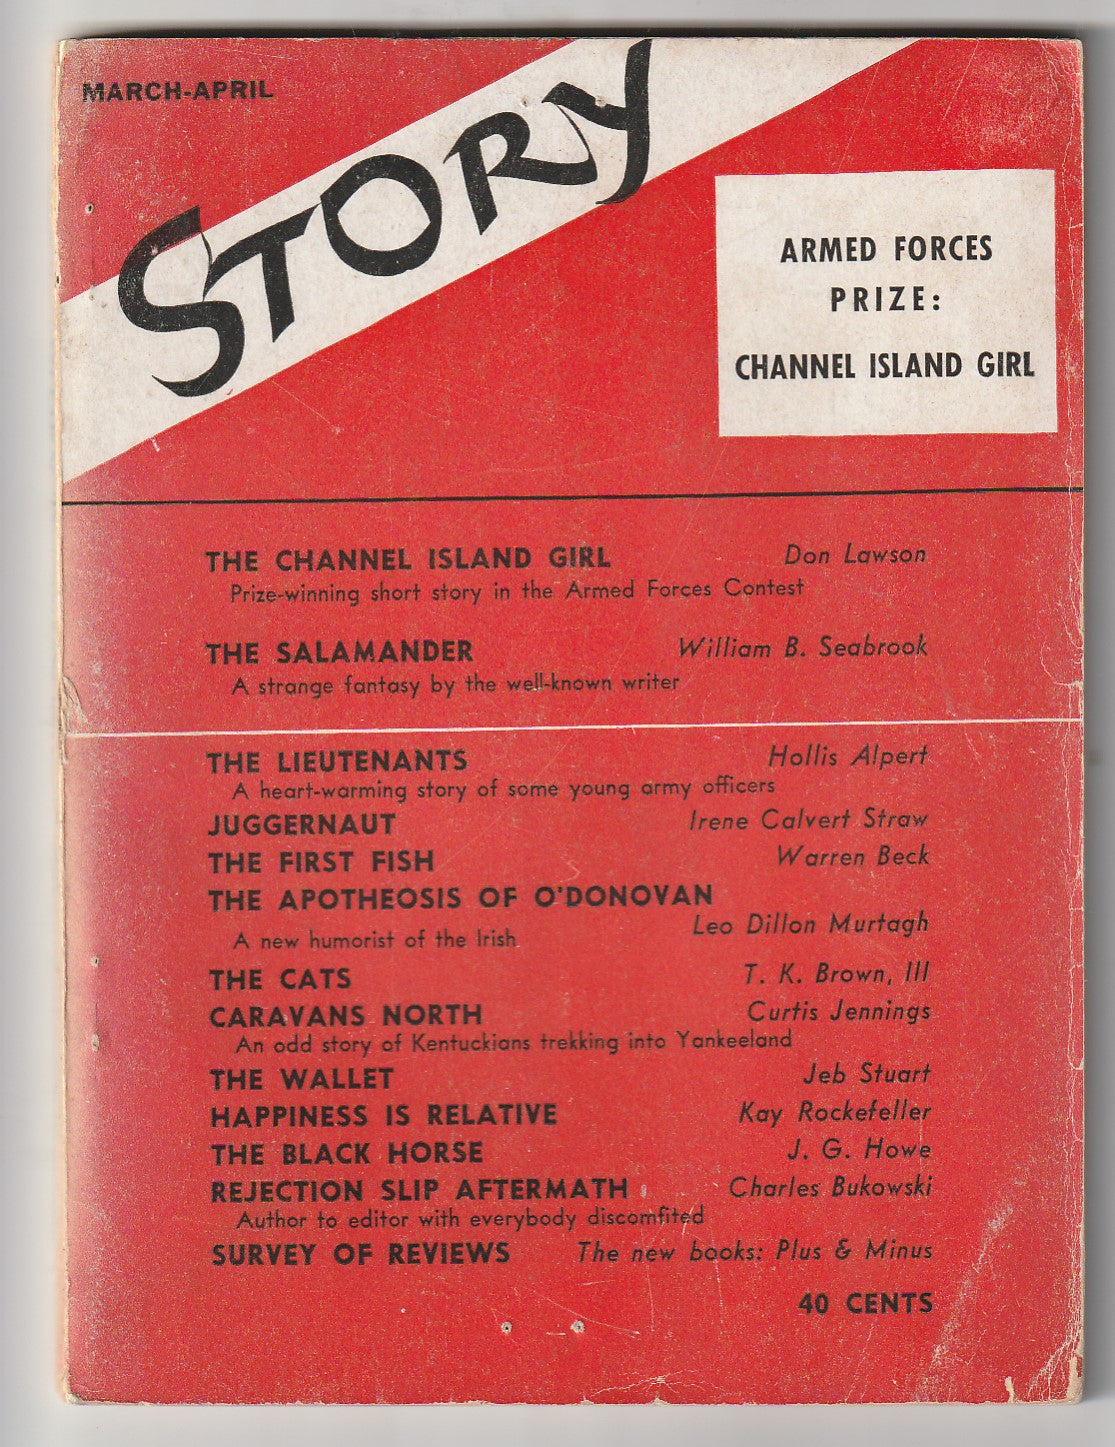 MARCH-APRIL
STORY
ARMED FORCES
PRIZE:
CHANNEL ISLAND GIRL
THE CHANNEL ISLAND GIRL Don Lawson
Prize-winning short story in the Armed Forces Contest
THE SALAMANDER William B. Seabrook
A strange fantasy by the well-known writer
THE LIEUTENANTS Hollis Alpert
A heart-warming story of some young army officers
JUGGERNAUT Irene Calvert Straw
THE FIRST FISH Warren Beck
THE APOTHEOSIS OF O'DONOVAN
Leo Dillon Murtagh
A new humorist of the Irish
THE CATS T. K. Brown, III
CARAVANS NORTH Curtis Jennings
An odd story of Kentuckians trekking into Yankeeland
THE WALLET Jeb Stuart
HAPPINESS IS RELATIVE Kay Rockefeller
THE BLACK HORSE J. G. Howe
REJECTION SLIP AFTERMATH Charles Bukowski
Author to editor with everybody discomfited
SURVEY OF REVIEWS The new books: Plus & Minus
40 CENTS